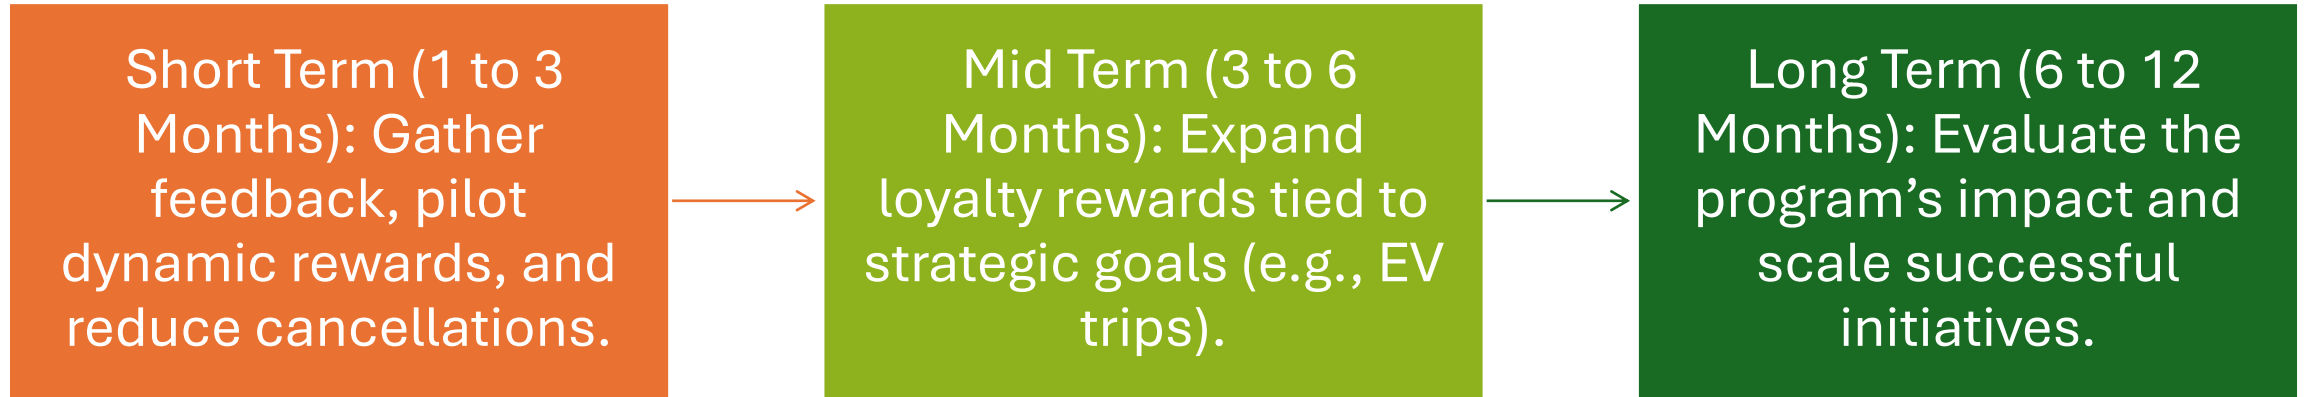 Short Term (1 to 3
Months): Gather
feedback, pilot
dynamic rewards, and
reduce cancellations.
Mid Term (3 to 6
Months): Expand
loyalty rewards tied to
strategic goals (e.g., EV
trips).
Long Term (6 to 12
Months): Evaluate the
program’s impact and
scale successful
initiatives.